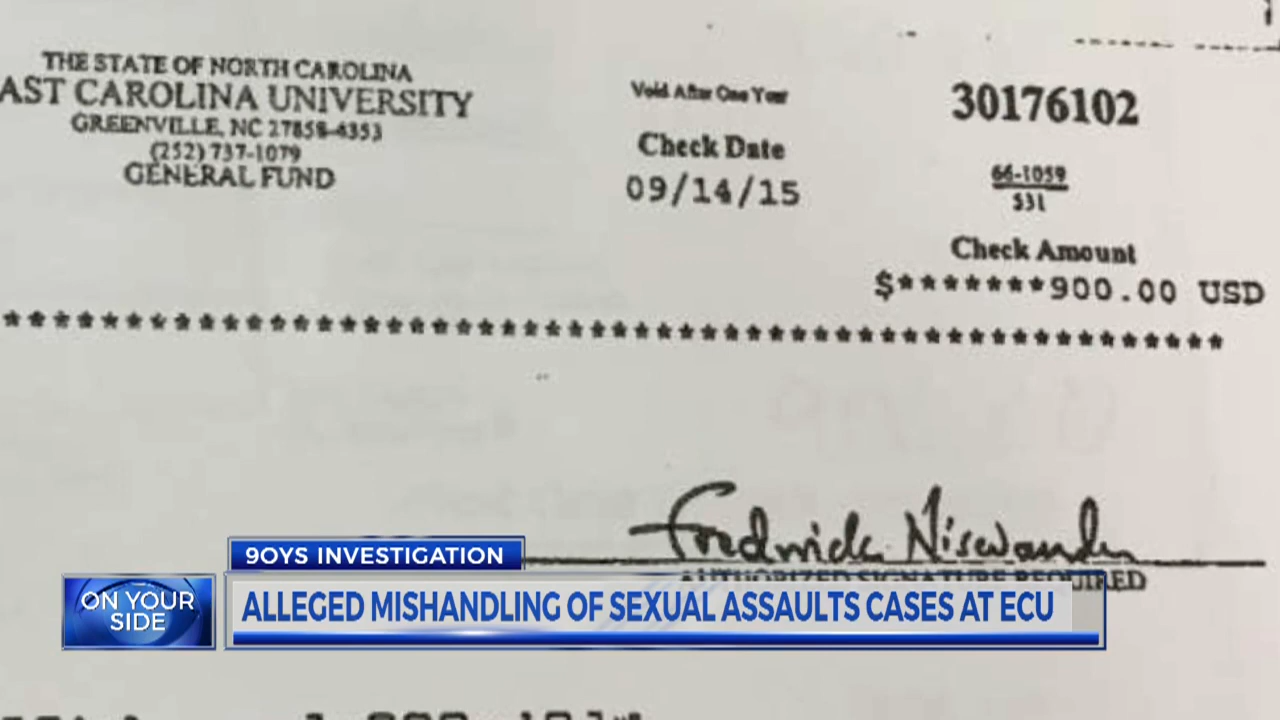 THE STATE OF NORTH CAROLINA
AST CAROLINA UNIVERSITY
GREENVILLE, NC 27858-4353
(252) 737-1079
GENERAL FUND
Void After One Year
Check Date
09/14/15
30176102
66-1059
531
Check Amount
$*******900.00 USD
***************************************************
Fredrick Niswander
AUTHORIZED SIGNATURE REQUIRED
9OYS INVESTIGATION
ON YOUR
SIDE
ALLEGED MISHANDLING OF SEXUAL ASSAULTS CASES AT ECU